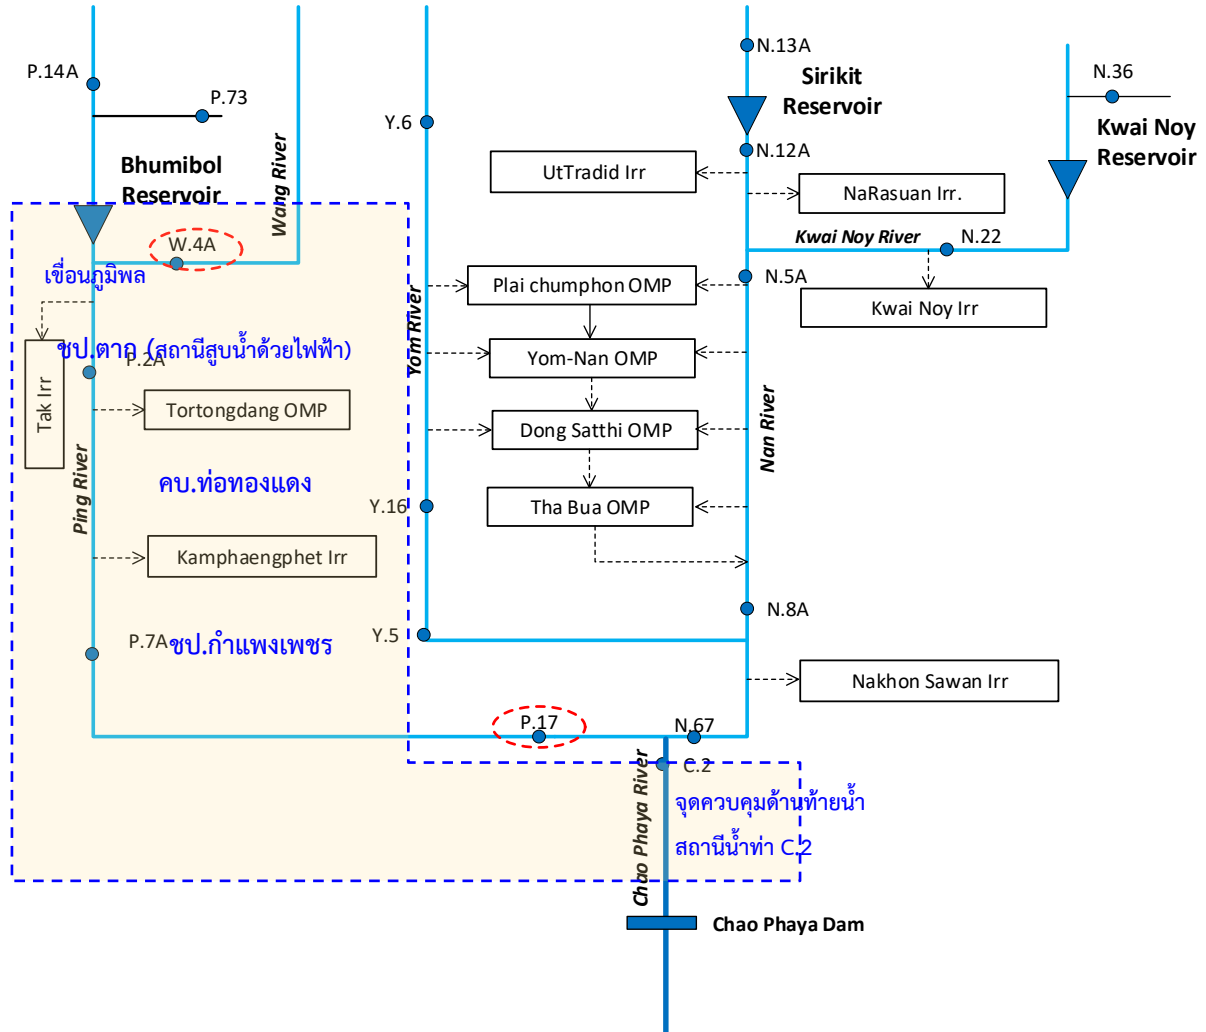 N.13A
P.14A
Sirikit
Reservoir
N.36
P.73
Y.6
Kwai Noy
Reservoir
N.12A
Bhumibol
Reservoir
Wang River
UtTradid Irr
NaRasuan Irr.
W.4A
Kwai Noy River
N.22
เขื่อนภูมิพล
Plai chumphon OMP
N.5A
Kwai Noy Irr
Yom River
ชป.ตาก (สถานีสูบน้ำด้วยไฟฟ้า)
P.2A
Yom-Nan OMP
Tak Irr
Tortongdang OMP
Dong Satthi OMP
Nan River
Ping River
คบ.ท่อทองแดง
Y.16
Tha Bua OMP
Kamphaengphet Irr
N.8A
Y.5
P.7A
ชป.กำแพงเพชร
Nakhon Sawan Irr
P.17
N.67
C.2
Chao Phaya River
จุดควบคุมด้านท้ายน้ำ
สถานีน้ำท่า C.2
Chao Phaya Dam